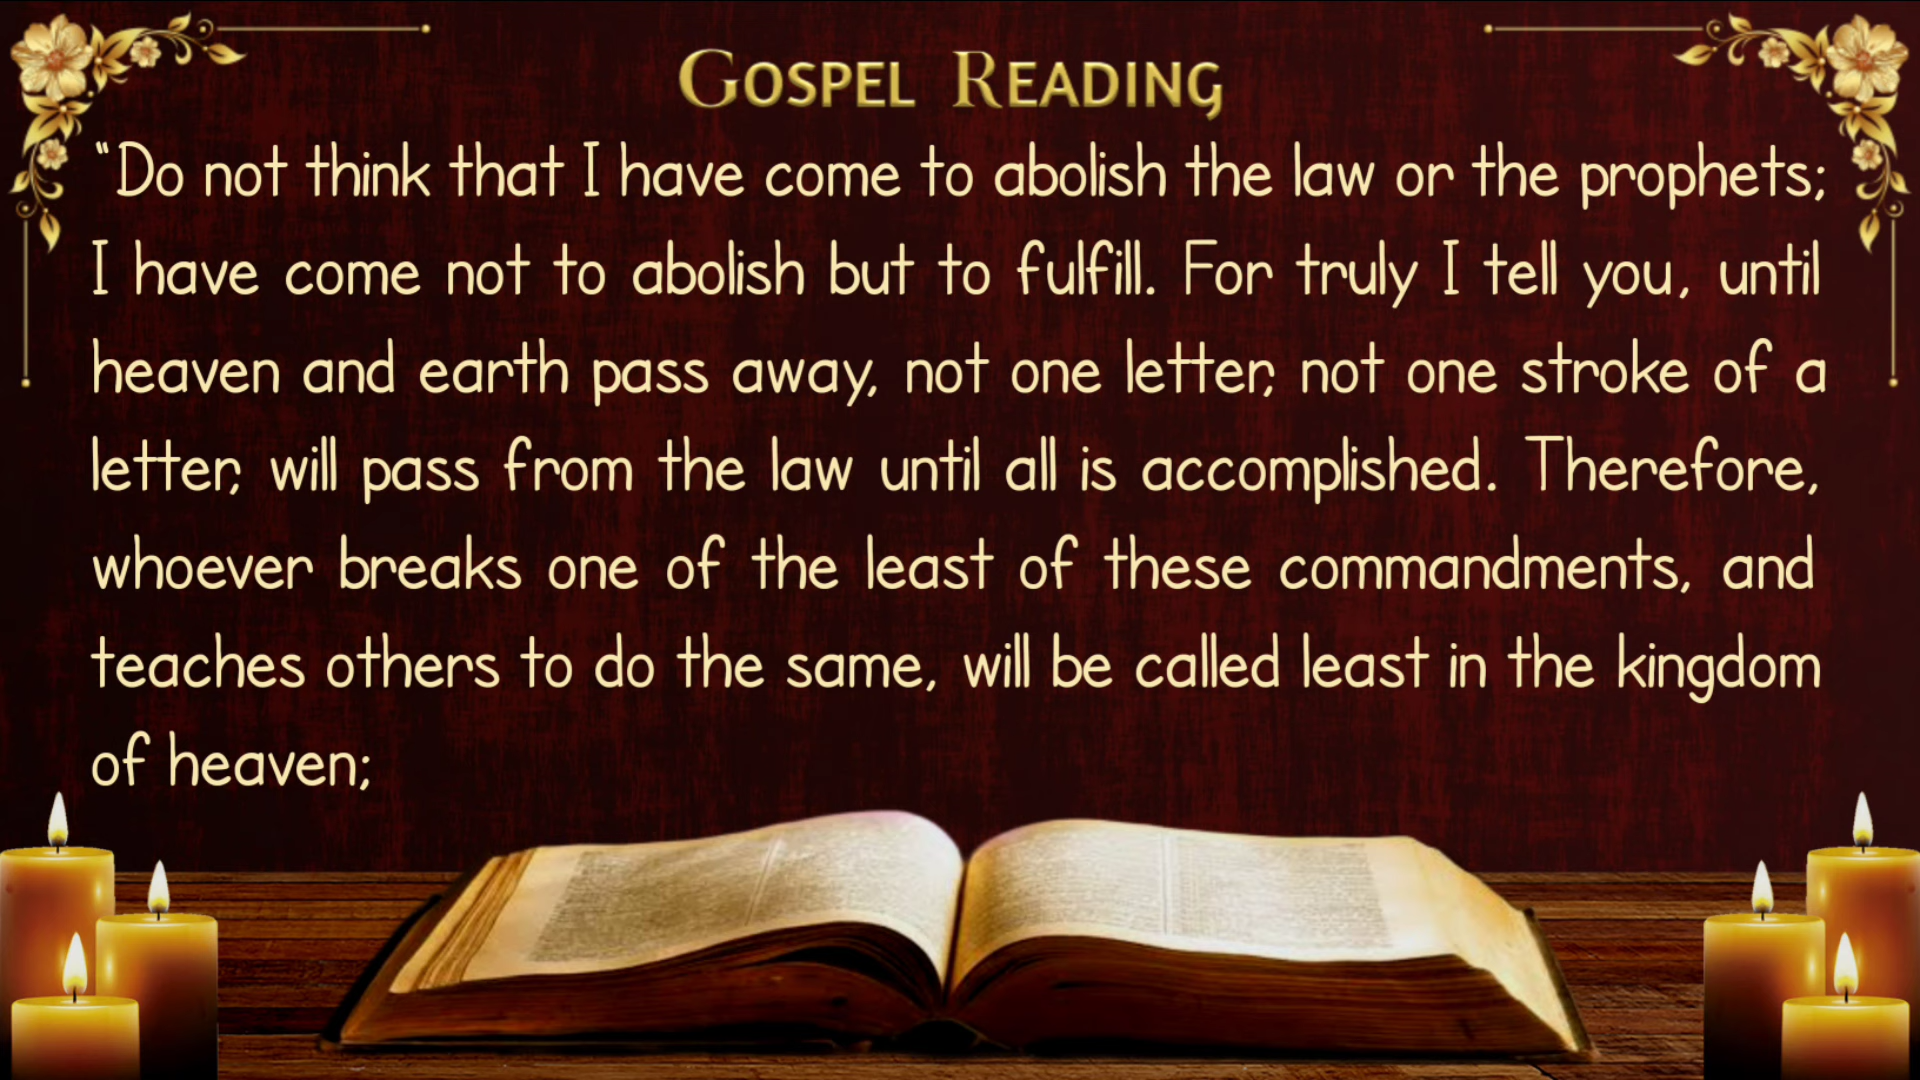 GOSPEL READING
“Do not think that I have come to abolish the law or the prophets;
I have come not to abolish but to fulfill. For truly I tell you, until
heaven and earth pass away, not one letter, not one stroke of a
letter, will pass from the law until all is accomplished. Therefore,
whoever breaks one of the least of these commandments, and
teaches others to do the same, will be called least in the kingdom
of heaven;